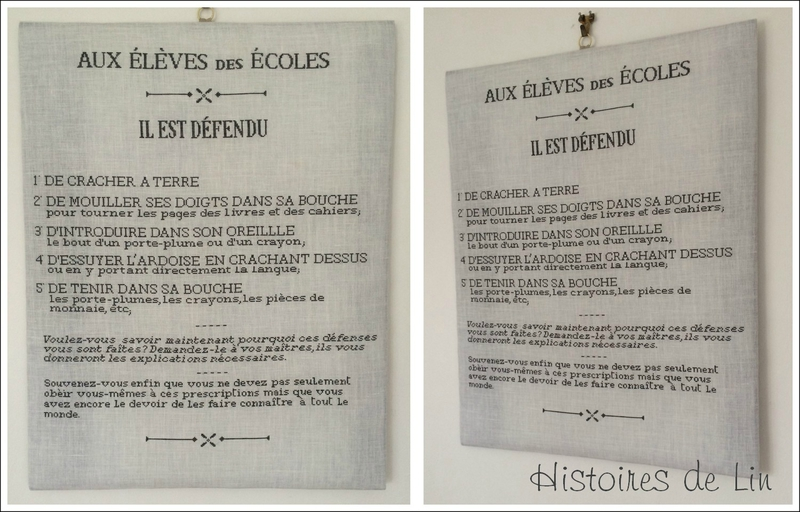 AUX ÉLÈVES DES ÉCOLES
IL EST DÉFENDU
1° DE CRACHER A TERRE
2° DE MOUILLER SES DOIGTS DANS SA BOUCHE
pour tourner les pages des livres et des cahiers;
3° D'INTRODUIRE DANS SON OREILLLE
le bout d'un porte-plume ou d'un crayon;
4° D'ESSUYER L'ARDOISE EN CRACHANT DESSUS
ou en y portant directement la langue;
5° DE TENIR DANS SA BOUCHE
les porte-plumes, les crayons, les pièces de
monnaie, etc;
-----
Voulez-vous savoir maintenant pourquoi ces défenses
vous sont faites? Demandez-le à vos maîtres, ils vous
donneront les explications nécessaires.
-----
Souvenez-vous enfin que vous ne devez pas seulement
obèir vous-mêmes à ces prescriptions mais que vous
avez encore le devoir de les faire connaître à tout le
monde.
AUX ÉLÈVES DES ÉCOLES
IL EST DÉFENDU
1° DE CRACHER A TERRE
2° DE MOUILLER SES DOIGTS DANS SA BOUCHE
pour tourner les pages des livres et des cahiers;
3° D'INTRODUIRE DANS SON OREILLLE
le bout d'un porte-plume ou d'un crayon;
4° D'ESSUYER L'ARDOISE EN CRACHANT DESSUS
ou en y portant directement la langue;
5° DE TENIR DANS SA BOUCHE
les porte-plumes, les crayons, les pièces de
monnaie, etc;
-----
Voulez-vous savoir maintenant pourquoi ces défenses
vous sont faites? Demandez-le à vos maîtres, ils vous
donneront les explications nécessaires.
-----
Souvenez-vous enfin que vous ne devez pas seulement
obèir vous-mêmes à ces prescriptions mais que vous
avez encore le devoir de les faire connaître à tout le
monde.
Histoires de Lin